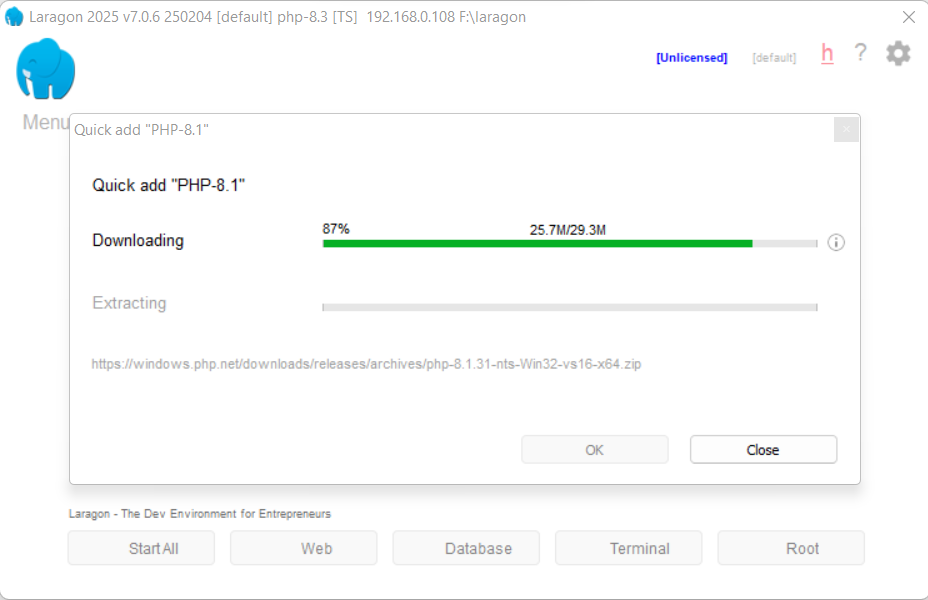 Laragon 2025 v7.0.6 250204 [default] php-8.3 [TS] 192.168.0.108 F:\laragon
[Unlicensed] [default] h ?
Menu
Quick add "PHP-8.1"
Quick add "PHP-8.1"
87% 25.7M/29.3M
Downloading
Extracting
https://windows.php.net/downloads/releases/archives/php-8.1.31-nts-Win32-vs16-x64.zip
OK Close
Laragon - The Dev Environment for Entrepreneurs
Start All Web Database Terminal Root